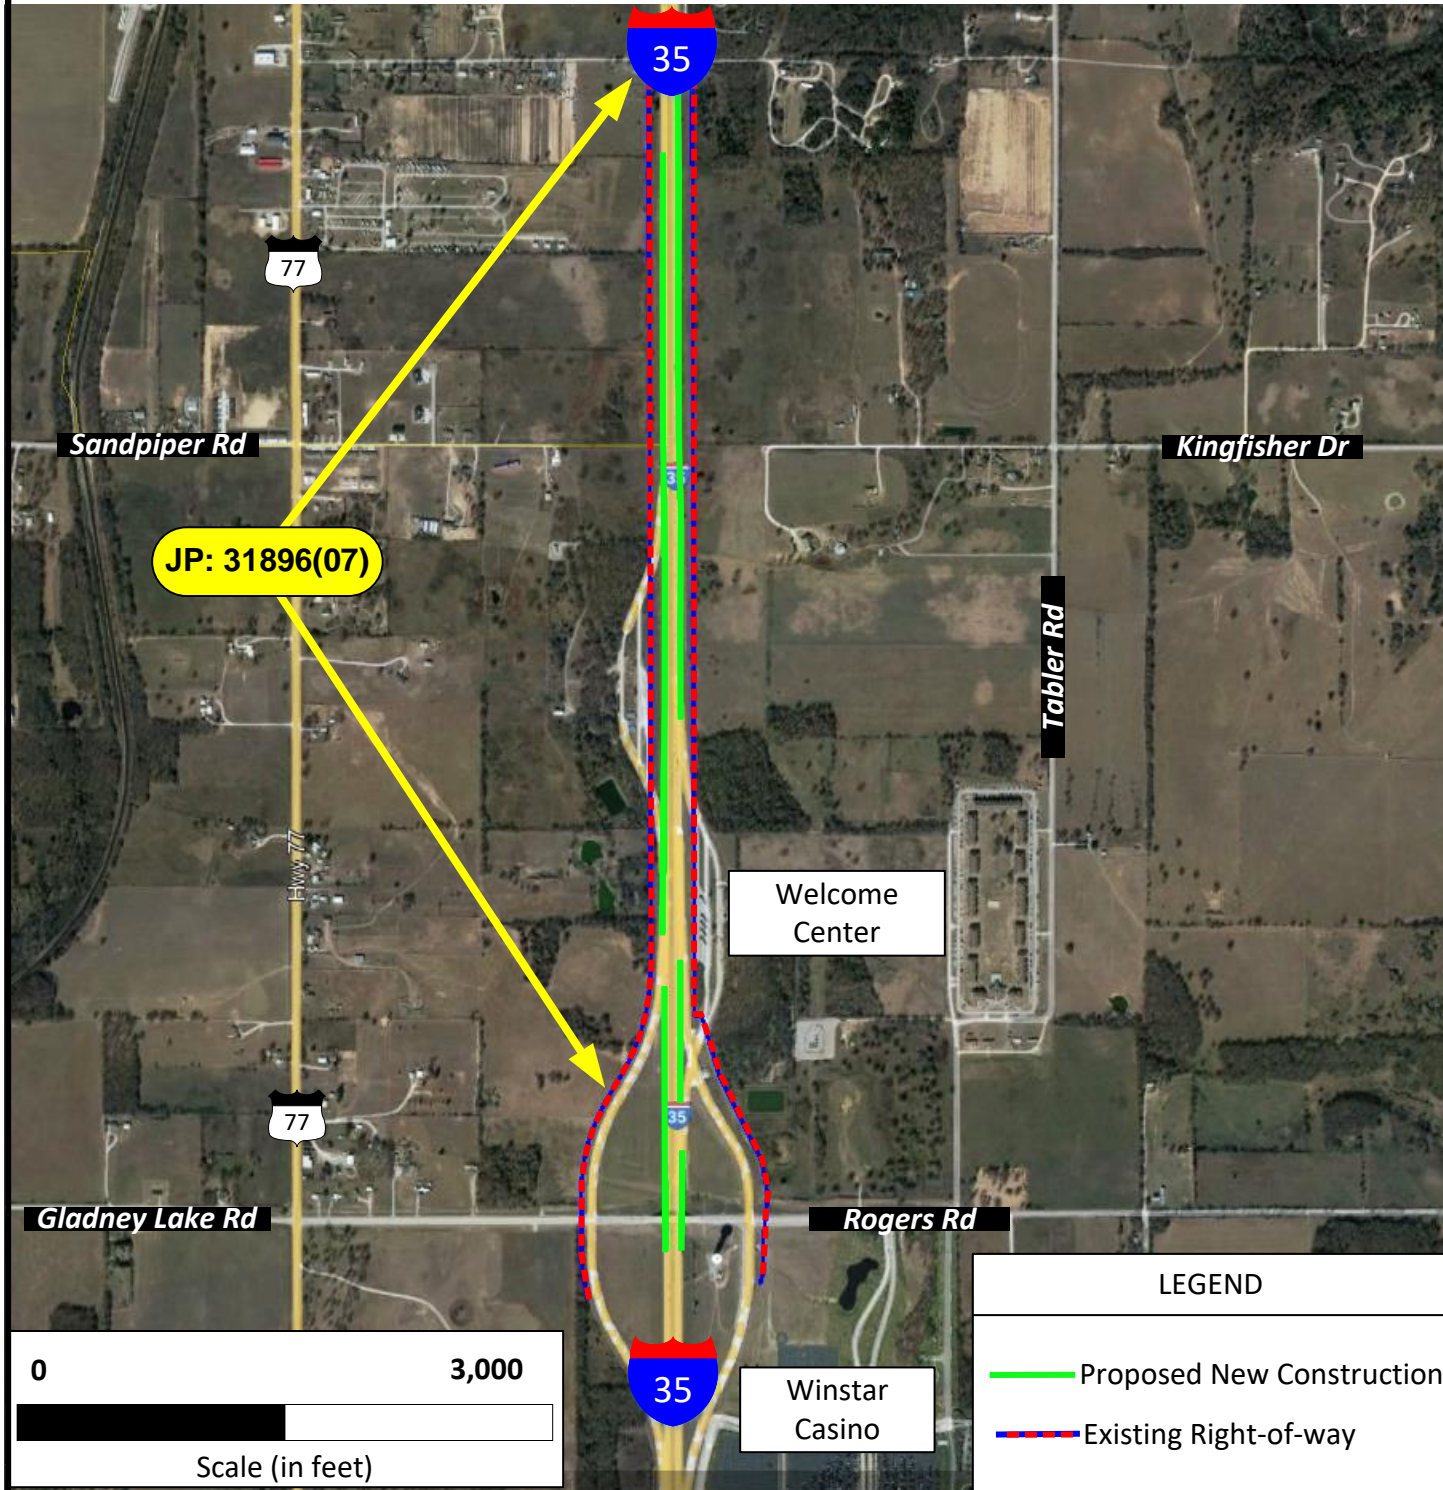 35
77
Sandpiper Rd
Kingfisher Dr
35
JP: 31896(07)
Tabler Rd
Hwy 77
Welcome
Center
77
35
Gladney Lake Rd
Rogers Rd
LEGEND
Proposed New Construction
Existing Right-of-way
0 3,000
Scale (in feet)
35
Winstar
Casino